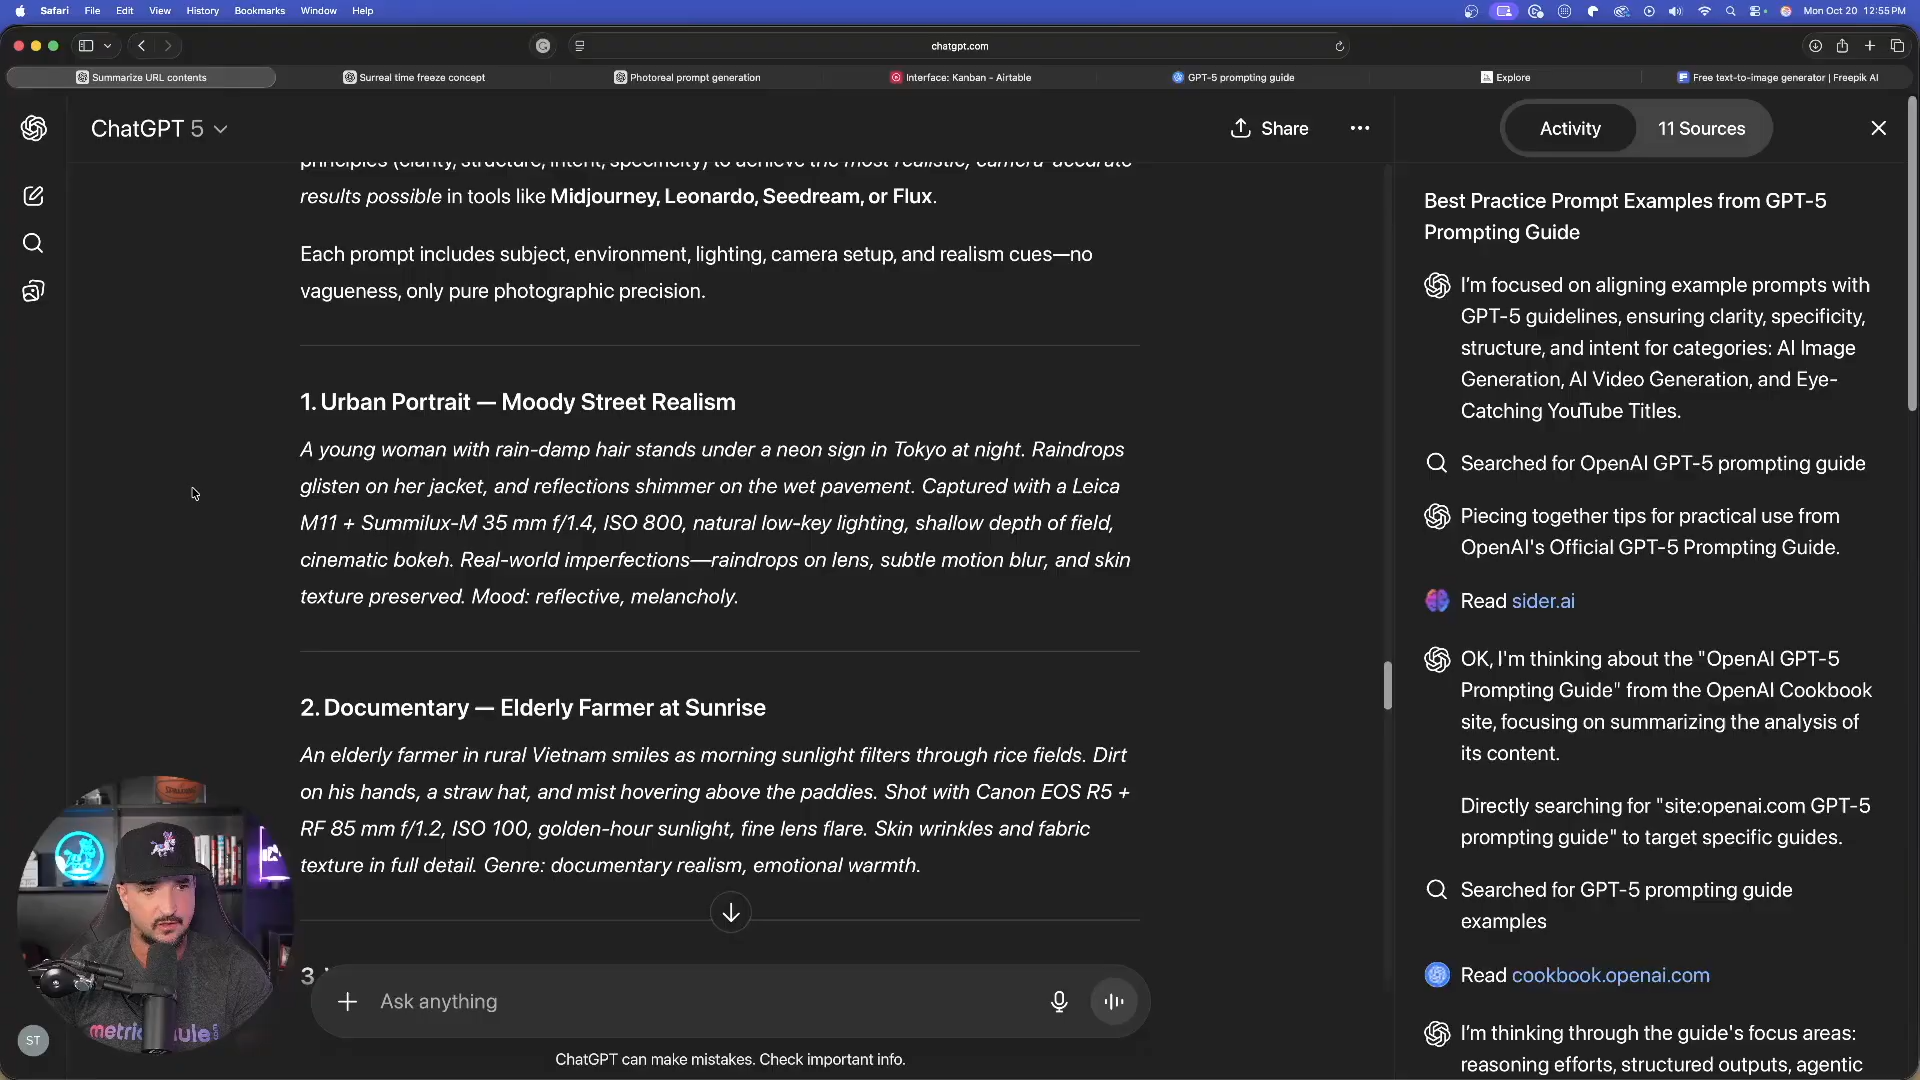 Safari File Edit View History Bookmarks Window Help
Mon Oct 20 12:55 PM
chatgpt.com
Summarize URL contents
Surreal time freeze concept
Photoreal prompt generation
Interface: Kanban - Airtable
GPT-5 prompting guide
Explore
Free text-to-image generator | Freepik AI
ChatGPT 5
Share
Activity
11 Sources
principles (clarity, structure, intent, specificity) to achieve the most realistic, camera-accurate
results possible in tools like Midjourney, Leonardo, Seedream, or Flux.
Each prompt includes subject, environment, lighting, camera setup, and realism cues—no
vagueness, only pure photographic precision.
1. Urban Portrait — Moody Street Realism
A young woman with rain-damp hair stands under a neon sign in Tokyo at night. Raindrops
glisten on her jacket, and reflections shimmer on the wet pavement. Captured with a Leica
M11 + Summilux-M 35 mm f/1.4, ISO 800, natural low-key lighting, shallow depth of field,
cinematic bokeh. Real-world imperfections—raindrops on lens, subtle motion blur, and skin
texture preserved. Mood: reflective, melancholy.
2. Documentary — Elderly Farmer at Sunrise
An elderly farmer in rural Vietnam smiles as morning sunlight filters through rice fields. Dirt
on his hands, a straw hat, and mist hovering above the paddies. Shot with Canon EOS R5 +
RF 85 mm f/1.2, ISO 100, golden-hour sunlight, fine lens flare. Skin wrinkles and fabric
texture in full detail. Genre: documentary realism, emotional warmth.
3.
Ask anything
ChatGPT can make mistakes. Check important info.
ST
SPALDING
Best Practice Prompt Examples from GPT-5
Prompting Guide
I'm focused on aligning example prompts with
GPT-5 guidelines, ensuring clarity, specificity,
structure, and intent for categories: AI Image
Generation, AI Video Generation, and Eye-
Catching YouTube Titles.
Searched for OpenAI GPT-5 prompting guide
Piecing together tips for practical use from
OpenAI's Official GPT-5 Prompting Guide.
Read sider.ai
OK, I'm thinking about the "OpenAI GPT-5
Prompting Guide" from the OpenAI Cookbook
site, focusing on summarizing the analysis of
its content.
Directly searching for "site:openai.com GPT-5
prompting guide" to target specific guides.
Searched for GPT-5 prompting guide
examples
Read cookbook.openai.com
I'm thinking through the guide's focus areas:
reasoning efforts, structured outputs, agentic